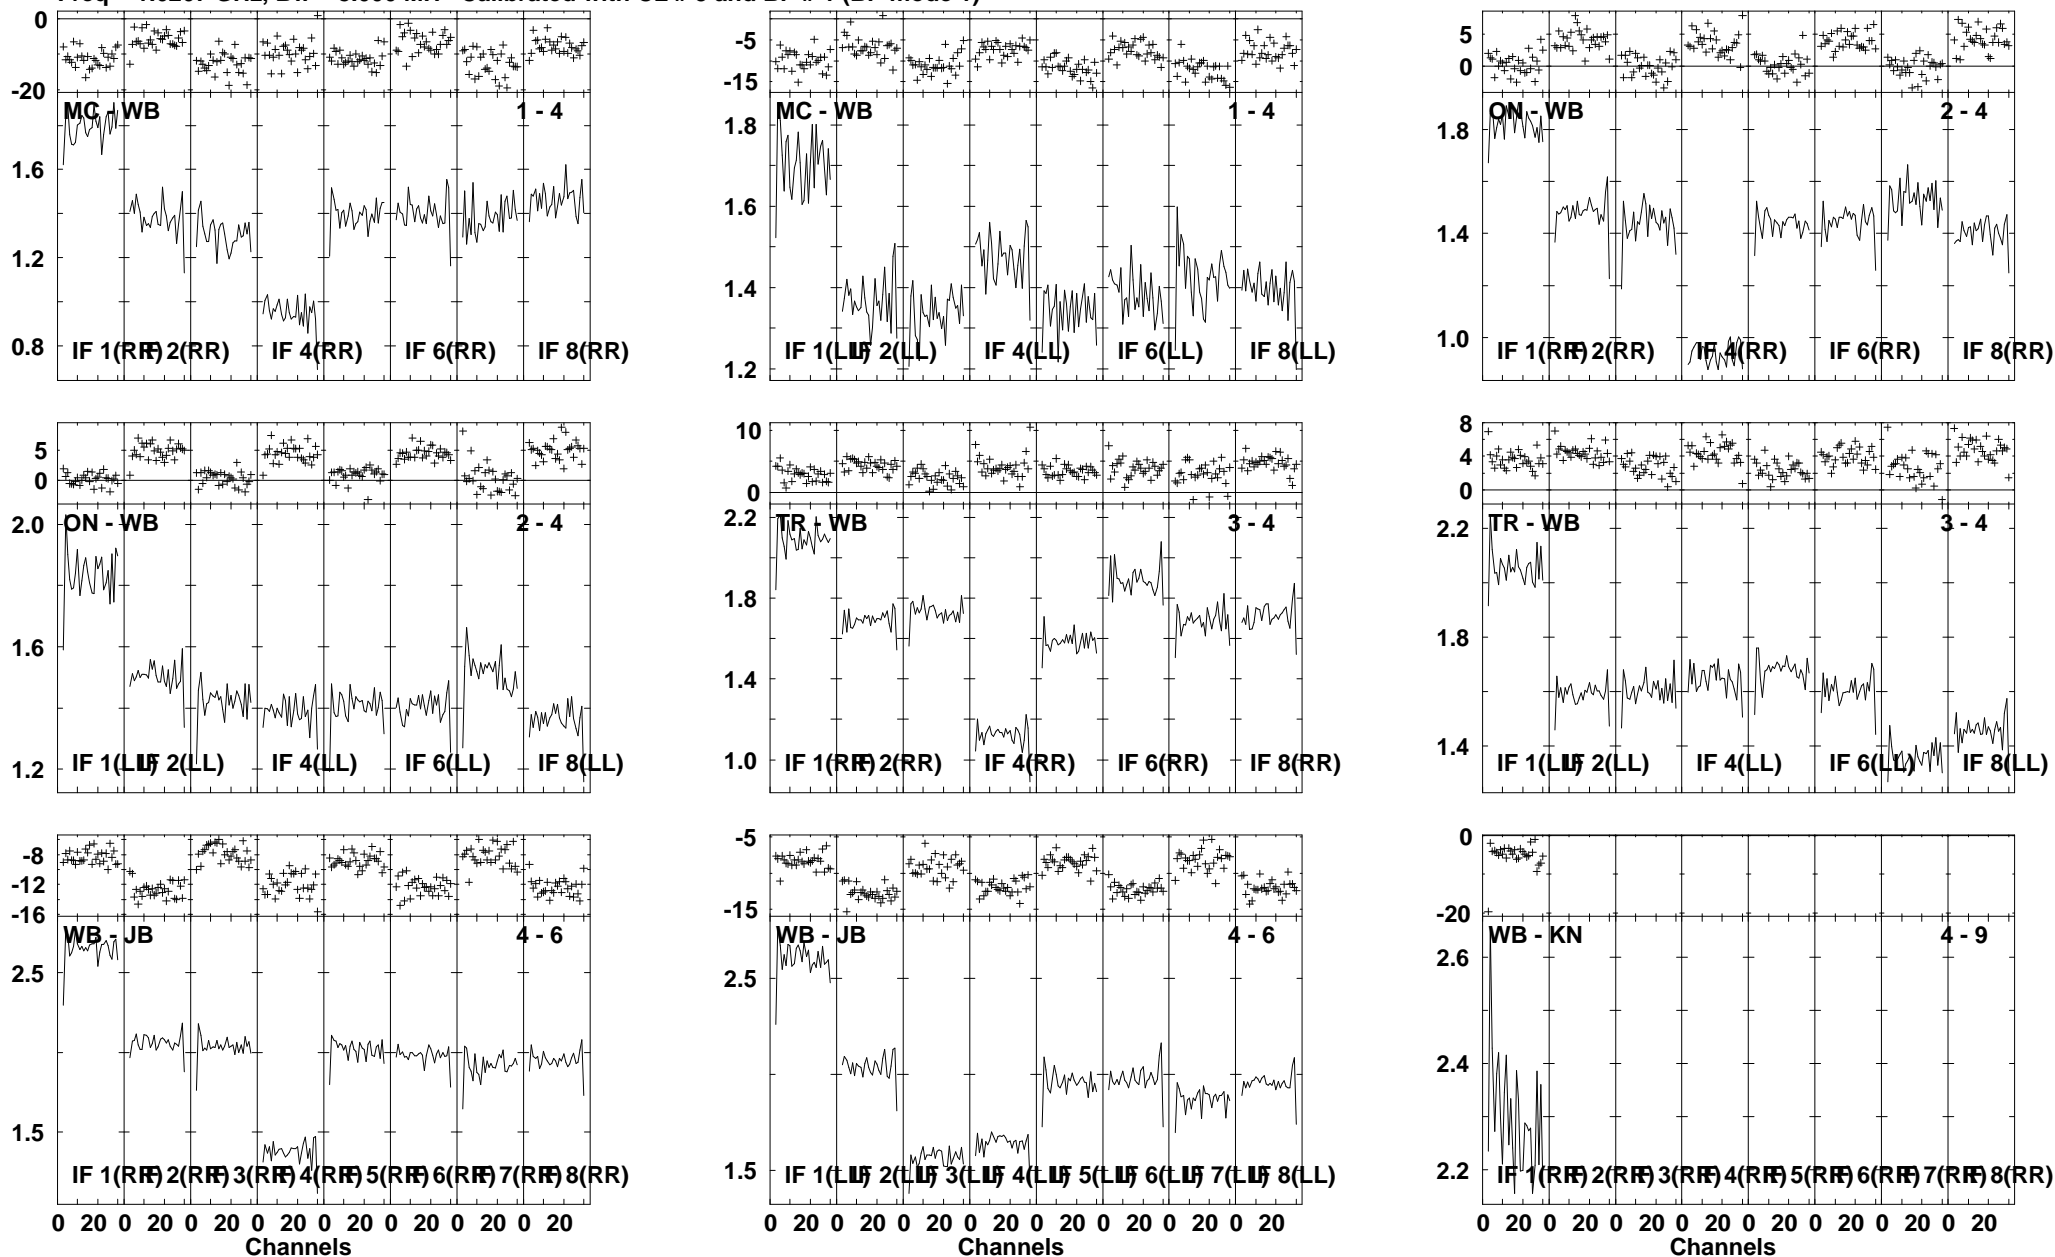 0 -20
MC - WB 1 - 4
1.6 1.2 0.8
IF 1(RR) IF 2(RR) IF 4(RR) IF 6(RR) IF 8(RR)
-5 -15
MC - WB 1 - 4
1.8 1.6 1.4 1.2
IF 1(LL) IF 2(LL) IF 4(LL) IF 6(LL) IF 8(LL)
5 0
ON - WB 2 - 4
1.8 1.4 1.0
IF 1(RR) IF 2(RR) IF 4(RR) IF 6(RR) IF 8(RR)
5 0
ON - WB 2 - 4
2.0 1.6 1.2
IF 1(LL) IF 2(LL) IF 4(LL) IF 6(LL) IF 8(LL)
10 0
TR - WB 3 - 4
2.2 1.8 1.4 1.0
IF 1(RR) IF 2(RR) IF 4(RR) IF 6(RR) IF 8(RR)
8 4 0
TR - WB 3 - 4
2.2 1.8 1.4
IF 1(LL) IF 2(LL) IF 4(LL) IF 6(LL) IF 8(LL)
-8 -12 -16
WB - JB 4 - 6
2.5 1.5
IF 1(RR) IF 2(RR) IF 3(RR) IF 4(RR) IF 5(RR) IF 6(RR) IF 7(RR) IF 8(RR)
0 20 0 20 0 20 0 20 0 20 0 20 0 20 0 20
Channels
-5 -15
WB - JB 4 - 6
2.5 1.5
IF 1(LL) IF 2(LL) IF 3(LL) IF 4(LL) IF 5(LL) IF 6(LL) IF 7(LL) IF 8(LL)
0 20 0 20 0 20 0 20 0 20 0 20 0 20 0 20
Channels
0 -20
WB - KN 4 - 9
2.6 2.4 2.2
IF 1(RR) IF 2(RR) IF 3(RR) IF 4(RR) IF 5(RR) IF 6(RR) IF 7(RR) IF 8(RR)
0 20 0 20 0 20 0 20 0 20 0 20 0 20 0 20
Channels